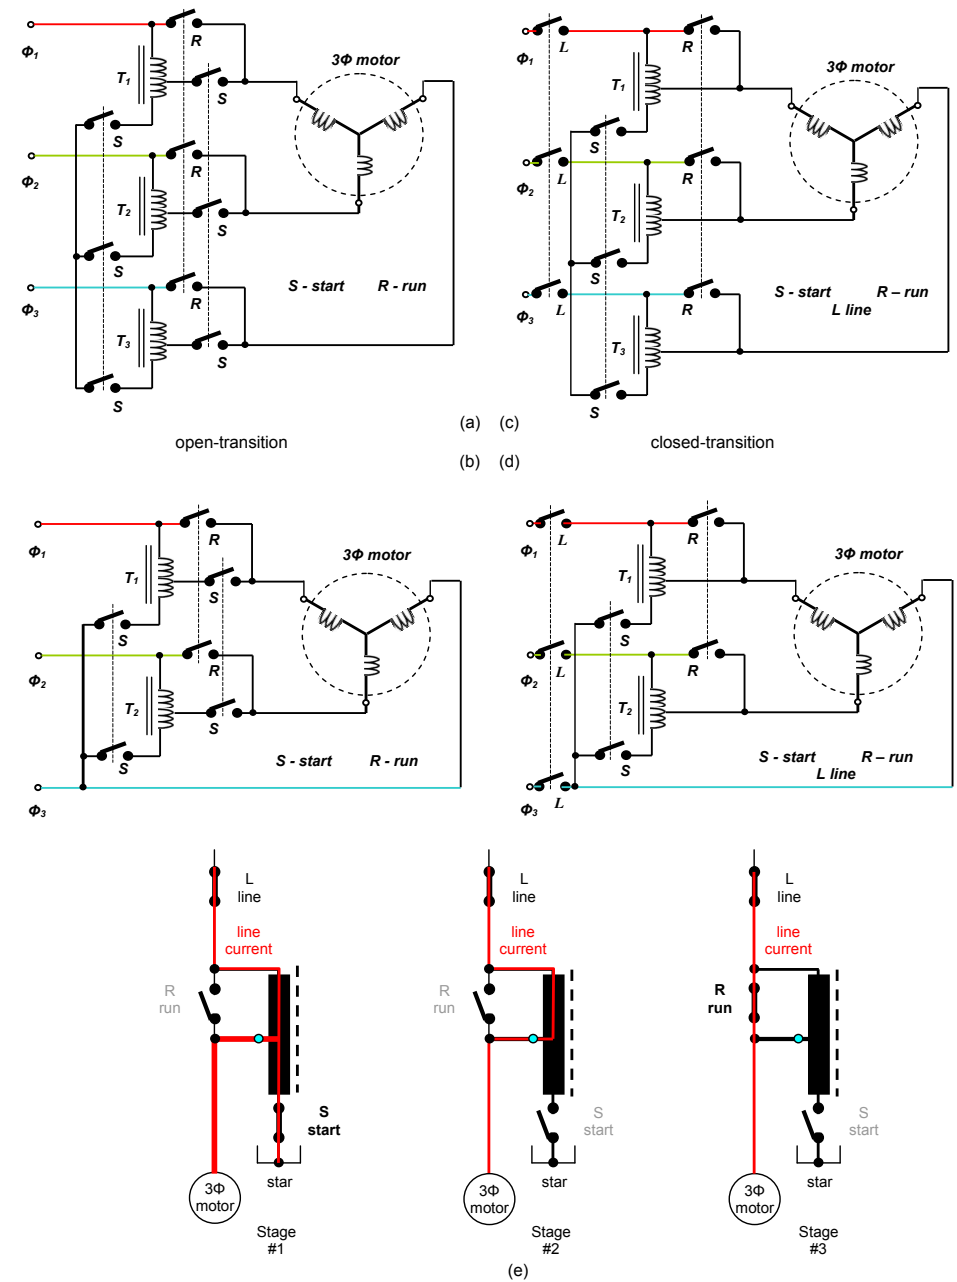 R
Φ1
T1
S
S
3Φ motor
Φ2
R
T2
S
S
Φ3
R
T3
S
S
S - start R - run
L
Φ1
R
T1
S
3Φ motor
L
Φ2
R
T2
S
L
Φ3
R
T3
S
S - start R – run
L line
(a) (c)
open-transition closed-transition
(b) (d)
Φ1
R
T1
S
S
3Φ motor
Φ2
R
T2
S
S
S - start R - run
Φ3
L
Φ1
R
T1
S
3Φ motor
L
Φ2
R
T2
S
S - start R – run
L line
L
Φ3
L
line
line
current
R
run
S
start
star
3Φ
motor
Stage
#1
L
line
line
current
R
run
S
start
star
3Φ
motor
Stage
#2
L
line
line
current
R
run
S
start
star
3Φ
motor
Stage
#3
(e)